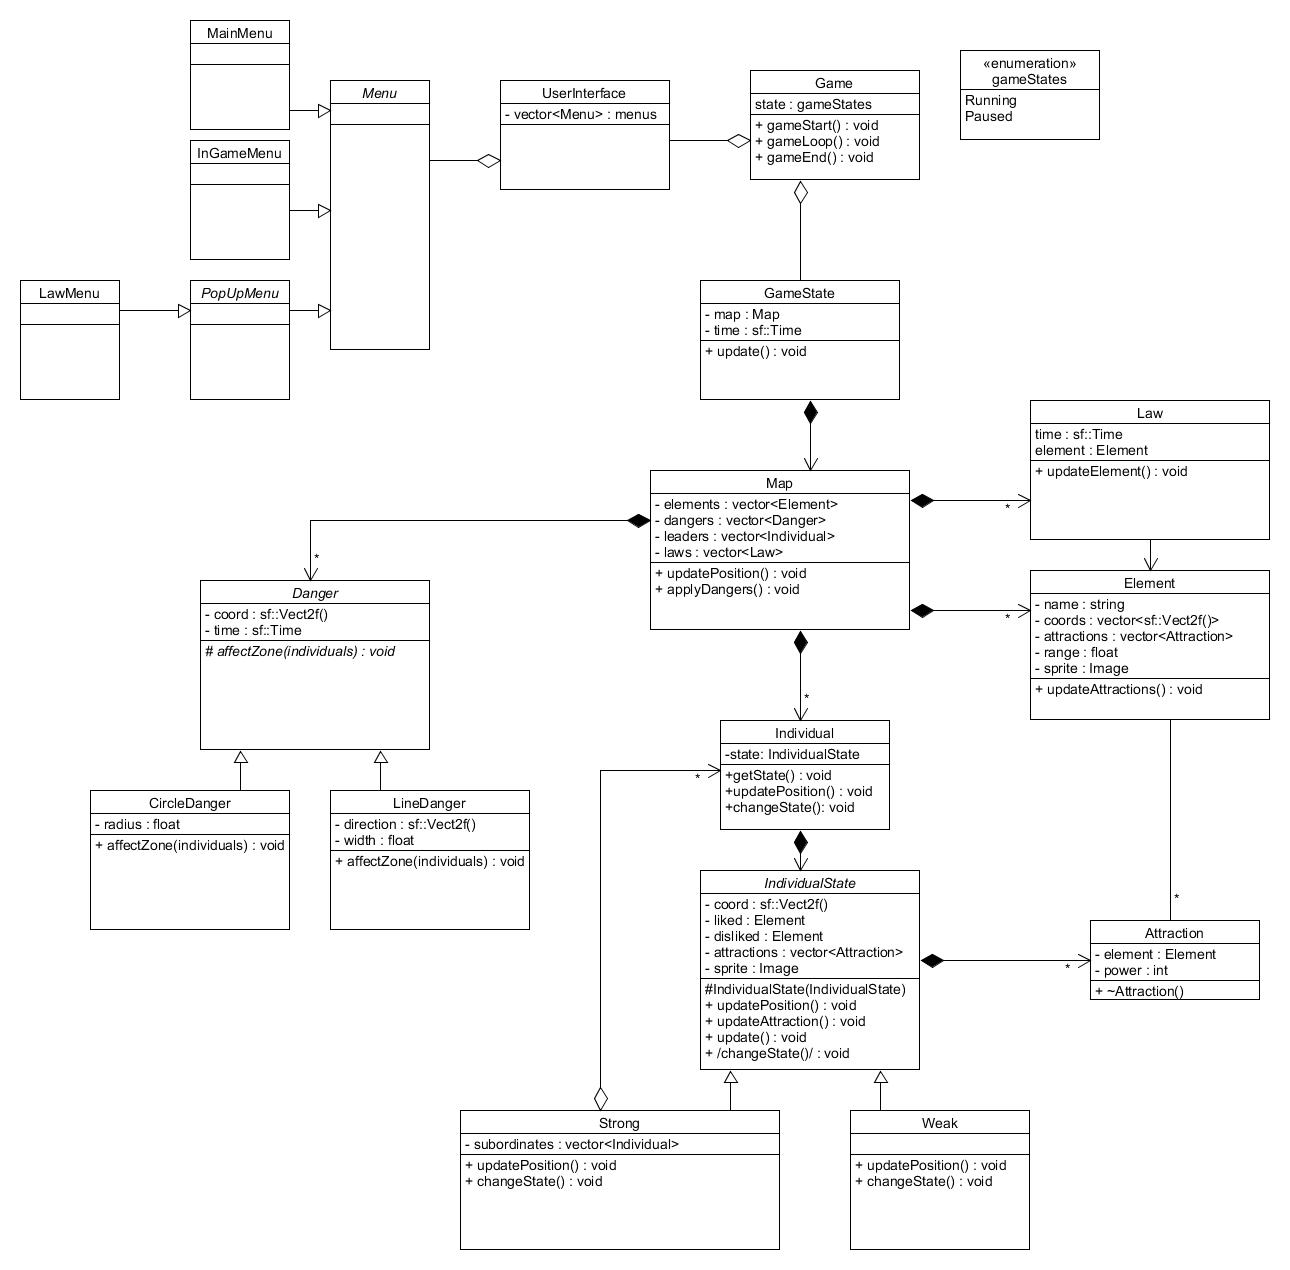 MainMenu
Menu
UserInterface
- vector<Menu> : menus
Game
state : gameStates
+ gameStart() : void
+ gameLoop() : void
+ gameEnd() : void
«enumeration»
gameStates
Running
Paused
InGameMenu
LawMenu
PopUpMenu
GameState
- map : Map
- time : sf::Time
+ update() : void
Law
time : sf::Time
element : Element
+ updateElement() : void
Map
- elements : vector<Element>
- dangers : vector<Danger>
- leaders : vector<Individual>
- laws : vector<Law>
+ updatePosition() : void
+ applyDangers() : void
*
*
*
*
Danger
- coord : sf::Vect2f()
- time : sf::Time
# affectZone(individuals) : void
Element
- name : string
- coords : vector<sf::Vect2f()>
- attractions : vector<Attraction>
- range : float
- sprite : Image
+ updateAttractions() : void
Individual
-state: IndividualState
+getState() : void
+updatePosition() : void
+changeState(): void
*
CircleDanger
- radius : float
+ affectZone(individuals) : void
LineDanger
- direction : sf::Vect2f()
- width : float
+ affectZone(individuals) : void
IndividualState
- coord : sf::Vect2f()
- liked : Element
- disliked : Element
- attractions : vector<Attraction>
- sprite : Image
#IndividualState(IndividualState)
+ updatePosition() : void
+ updateAttraction() : void
+ update() : void
+ /changeState()/ : void
*
*
Attraction
- element : Element
- power : int
+ ~Attraction()
Strong
- subordinates : vector<Individual>
+ updatePosition() : void
+ changeState() : void
Weak
+ updatePosition() : void
+ changeState() : void